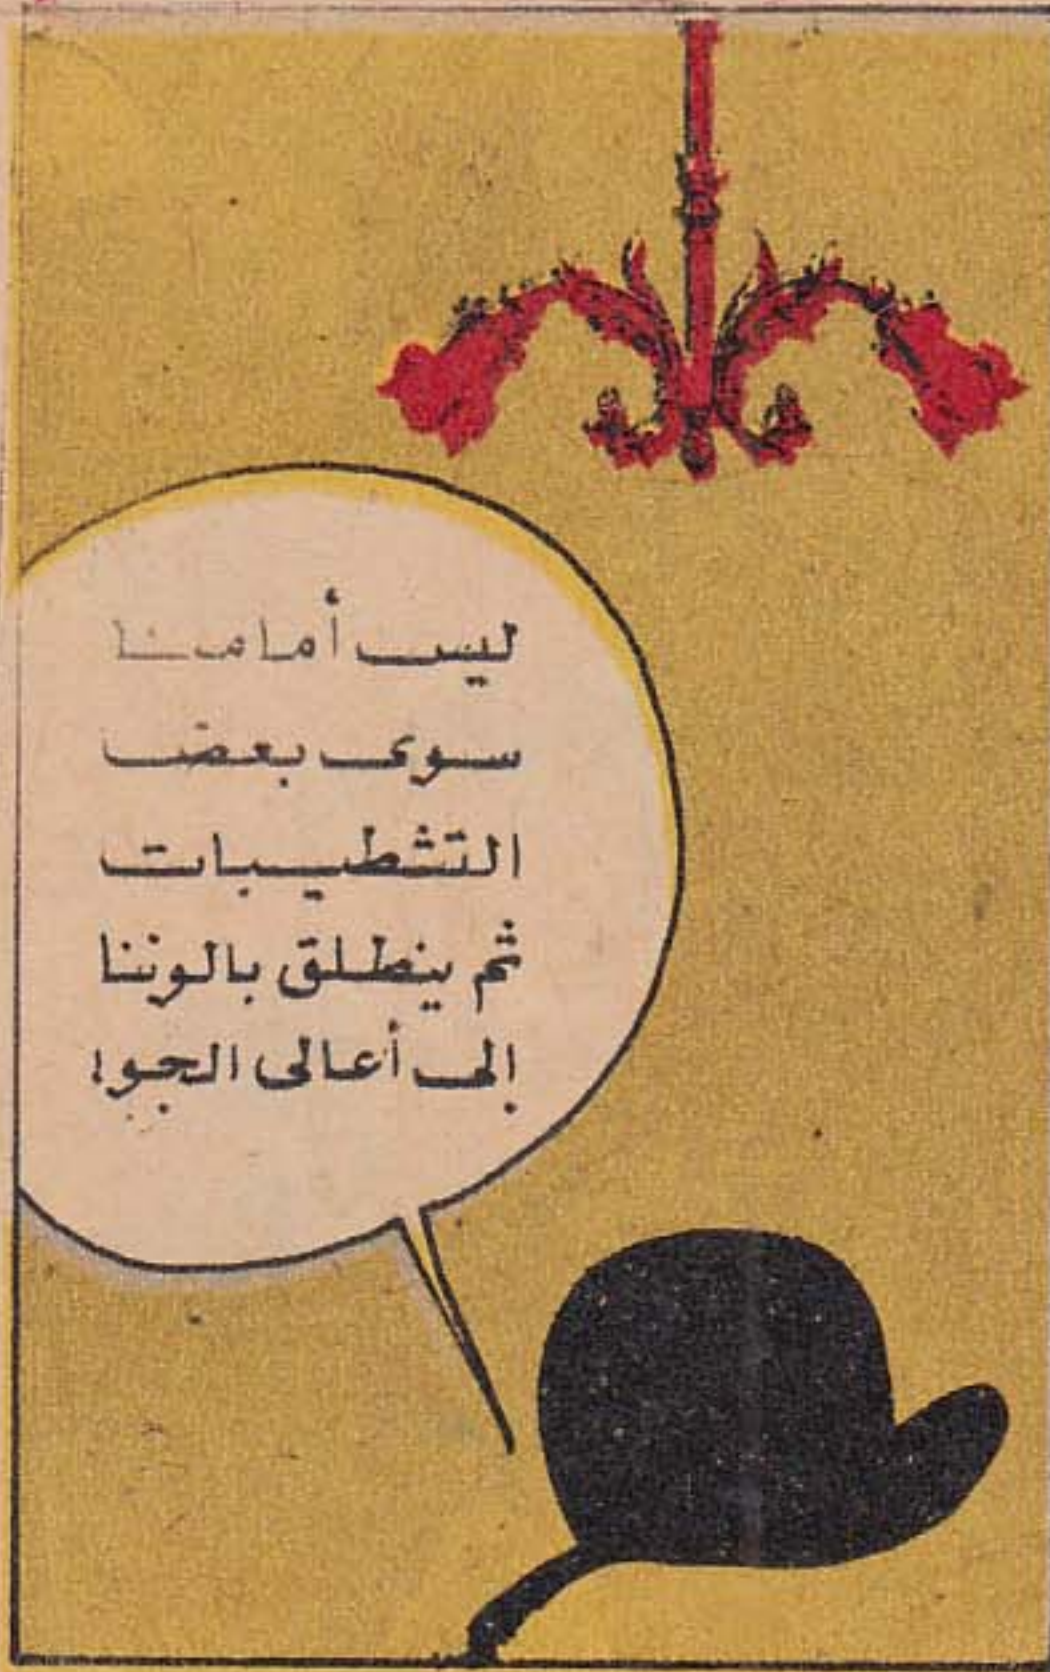 ليس أمامنا
سوى بعض
التشطيبات
ثم ينطلق بالوننا
إلى أعالى الجو!